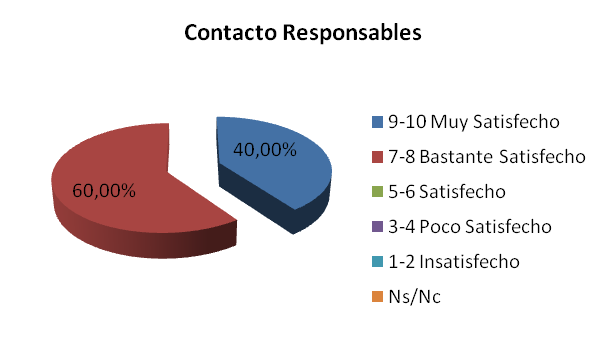 Contacto Responsables
40,00%
60,00%
9-10 Muy Satisfecho
7-8 Bastante Satisfecho
5-6 Satisfecho
3-4 Poco Satisfecho
1-2 Insatisfecho
Ns/Nc